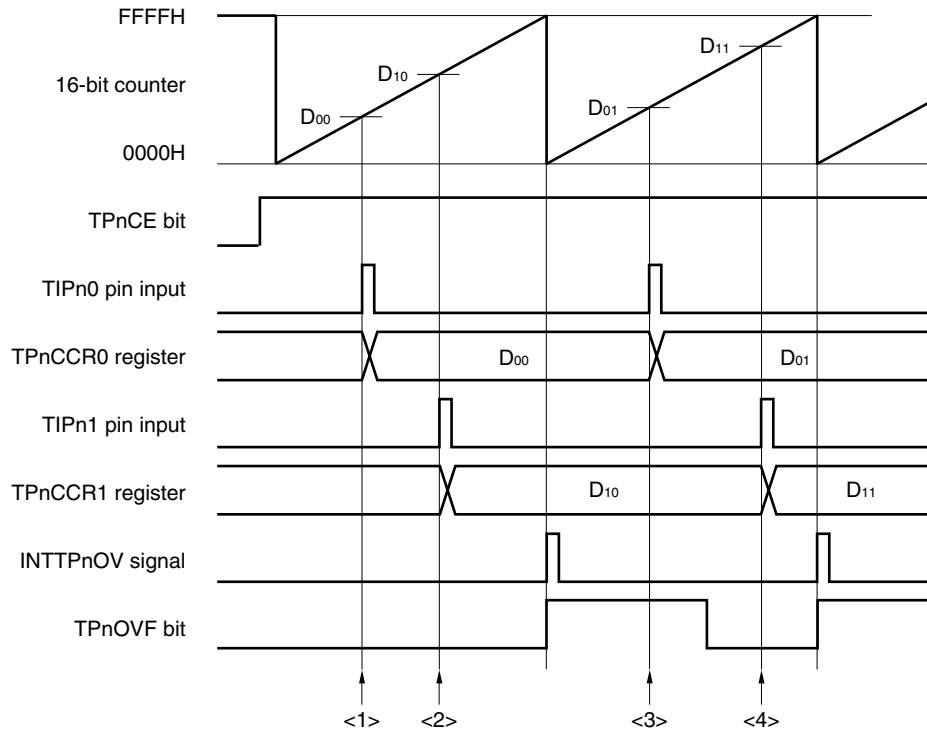 FFFFH
16-bit counter
0000H
D00
D10
D01
D11
TPnCE bit
TIPn0 pin input
TPnCCR0 register
D00
D01
TIPn1 pin input
TPnCCR1 register
D10
D11
INTTPnOV signal
TPnOVF bit
<1>
<2>
<3>
<4>